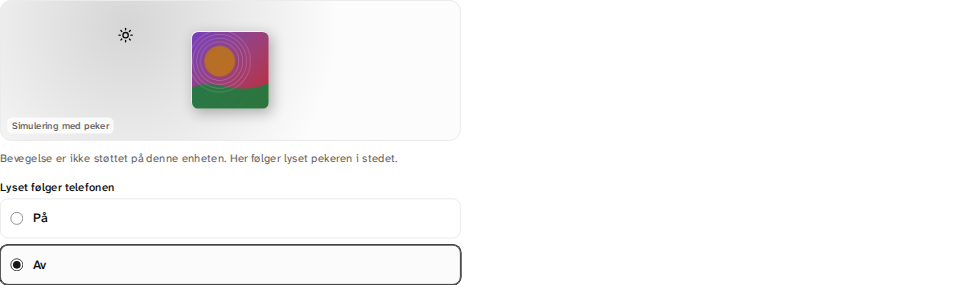 Simulering med peker
Bevegelse er ikke støttet på denne enheten. Her følger lyset pekeren i stedet.
Lyset følger telefonen
På
Av